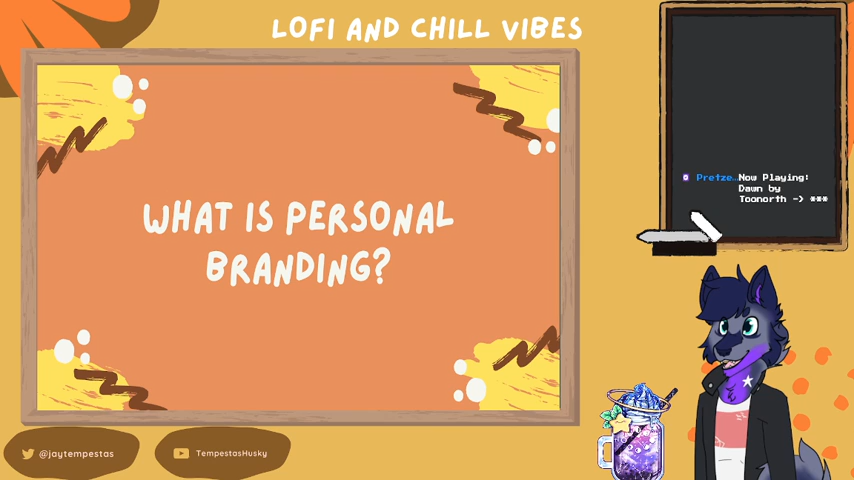 LOFI AND CHILL VIBES
WHAT IS PERSONAL
BRANDING?
Pretze… Now Playing:
Dawn by
Toonorth -> ***
@jaytempestas
TempestasHusky